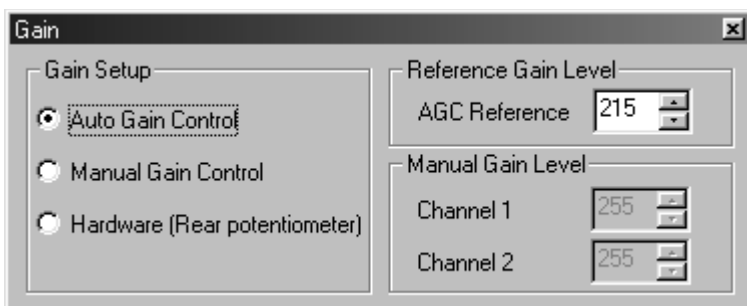 Gain
Gain Setup
Auto Gain Control
Manual Gain Control
Hardware (Rear potentiometer)
Reference Gain Level
AGC Reference 215
Manual Gain Level
Channel 1 255
Channel 2 255